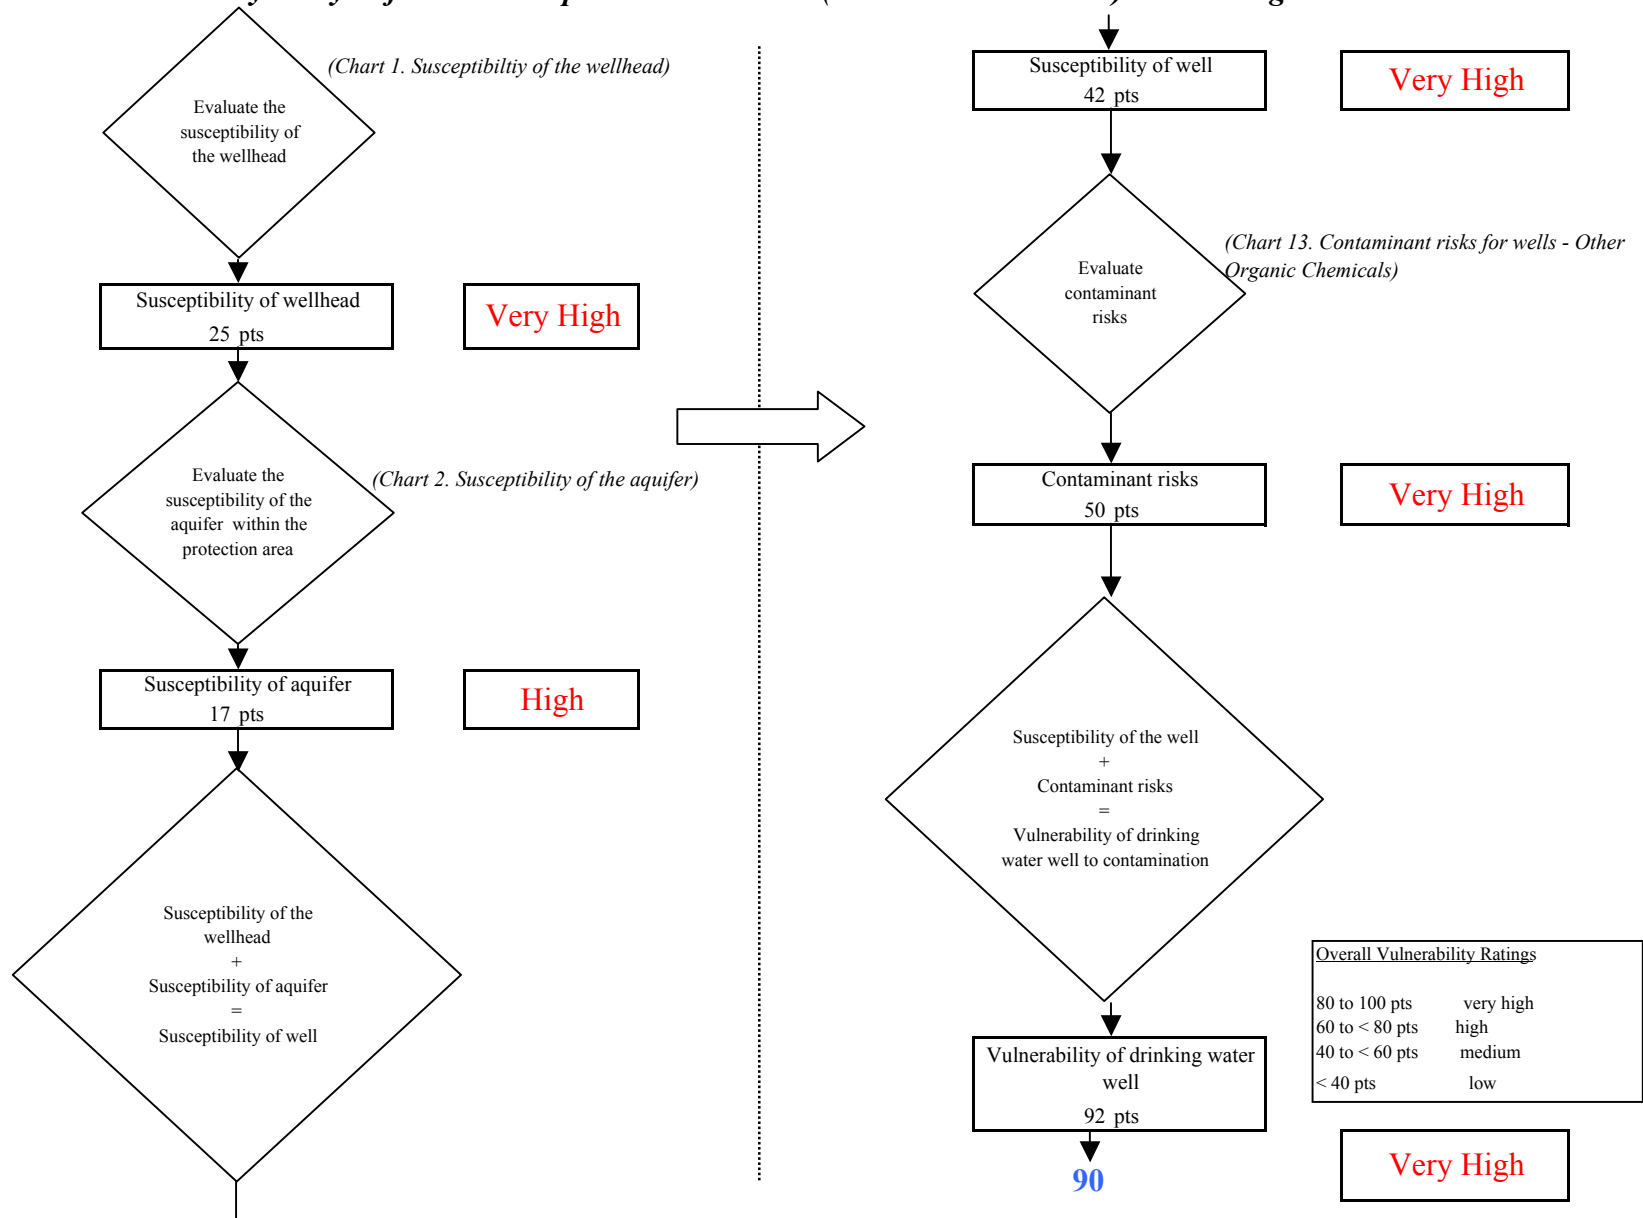 (Chart 1. Susceptibiltiy of the wellhead)
Evaluate the
susceptibility of
the wellhead
Susceptibility of wellhead
25 pts
Very High
(Chart 2. Susceptibility of the aquifer)
Evaluate the
susceptibility of the
aquifer within the
protection area
Susceptibility of aquifer
17 pts
High
Susceptibility of the
wellhead
+
Susceptibility of aquifer
=
Susceptibility of well
Susceptibility of well
42 pts
Very High
(Chart 13. Contaminant risks for wells - Other
Organic Chemicals)
Evaluate
contaminant
risks
Contaminant risks
50 pts
Very High
Susceptibility of the well
+
Contaminant risks
=
Vulnerability of drinking
water well to contamination
Overall Vulnerability Ratings
80 to 100 pts very high
60 to < 80 pts high
40 to < 60 pts medium
< 40 pts low
Vulnerability of drinking water
well
92 pts
90
Very High